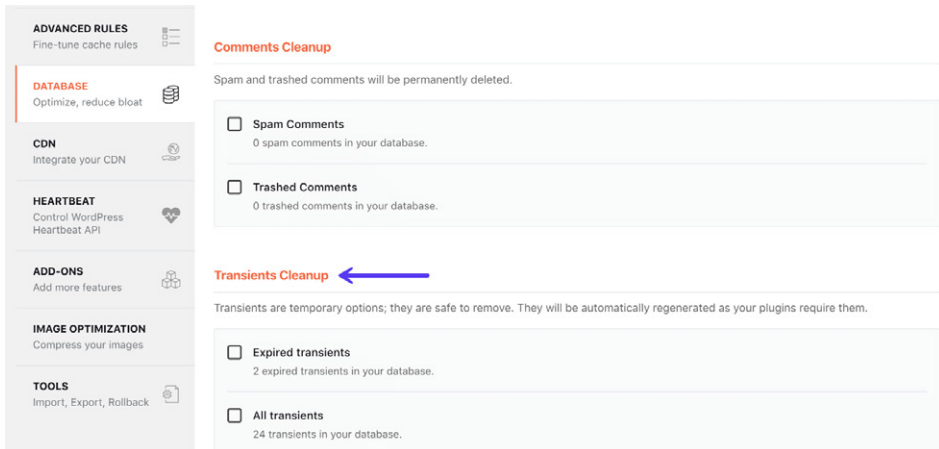 ADVANCED RULES
Fine-tune cache rules
DATABASE
Optimize, reduce bloat
CDN
Integrate your CDN
HEARTBEAT
Control WordPress
Heartbeat API
ADD-ONS
Add more features
IMAGE OPTIMIZATION
Compress your images
TOOLS
Import, Export, Rollback
Comments Cleanup
Spam and trashed comments will be permanently deleted.
Spam Comments
0 spam comments in your database.
Trashed Comments
0 trashed comments in your database.
Transients Cleanup
Transients are temporary options; they are safe to remove. They will be automatically regenerated as your plugins require them.
Expired transients
2 expired transients in your database.
All transients
24 transients in your database.